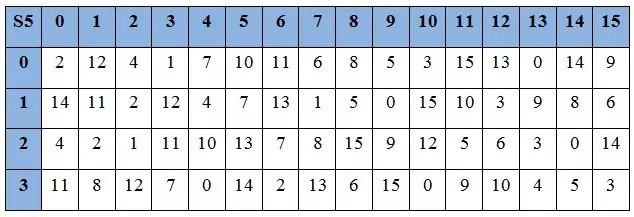 S5 0 1 2 3 4 5 6 7 8 9 10 11 12 13 14 15
0 2 12 4 1 7 10 11 6 8 5 3 15 13 0 14 9
1 14 11 2 12 4 7 13 1 5 0 15 10 3 9 8 6
2 4 2 1 11 10 13 7 8 15 9 12 5 6 3 0 14
3 11 8 12 7 0 14 2 13 6 15 0 9 10 4 5 3